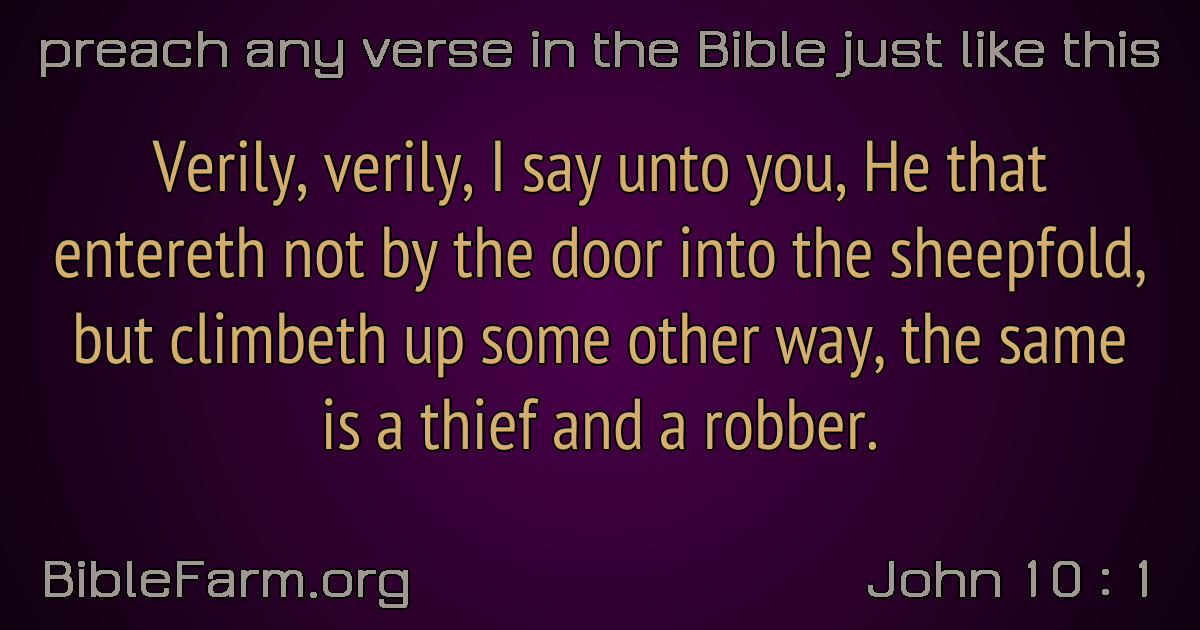 preach any verse in the Bible just like this
Verily, verily, I say unto you, He that
entereth not by the door into the sheepfold,
but climbeth up some other way, the same
is a thief and a robber.
BibleFarm.org
John 10 : 1